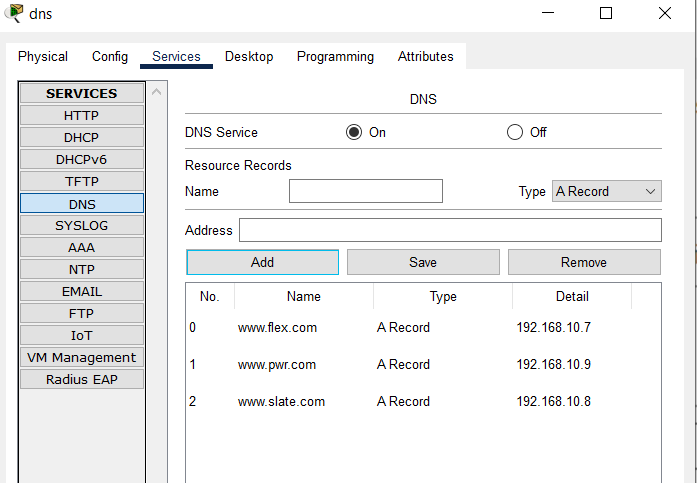 dns
Physical Config Services Desktop Programming Attributes
SERVICES
HTTP
DHCP
DHCPv6
TFTP
DNS
SYSLOG
AAA
NTP
EMAIL
FTP
IoT
VM Management
Radius EAP
DNS
DNS Service On Off
Resource Records
Name Type A Record
Address
Add Save Remove
No. Name Type Detail
0 www.flex.com A Record 192.168.10.7
1 www.pwr.com A Record 192.168.10.9
2 www.slate.com A Record 192.168.10.8